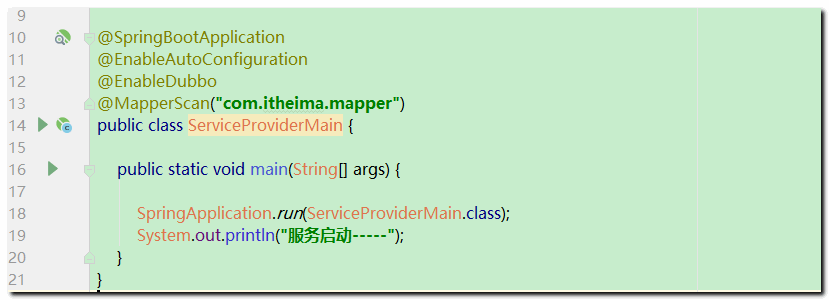 9
10 @SpringBootApplication
11 @EnableAutoConfiguration
12 @EnableDubbo
13 @MapperScan("com.itheima.mapper")
14 public class ServiceProviderMain {
15
16 public static void main(String[] args) {
17
18 SpringApplication.run(ServiceProviderMain.class);
19 System.out.println("服务启动-----");
20 }
21 }